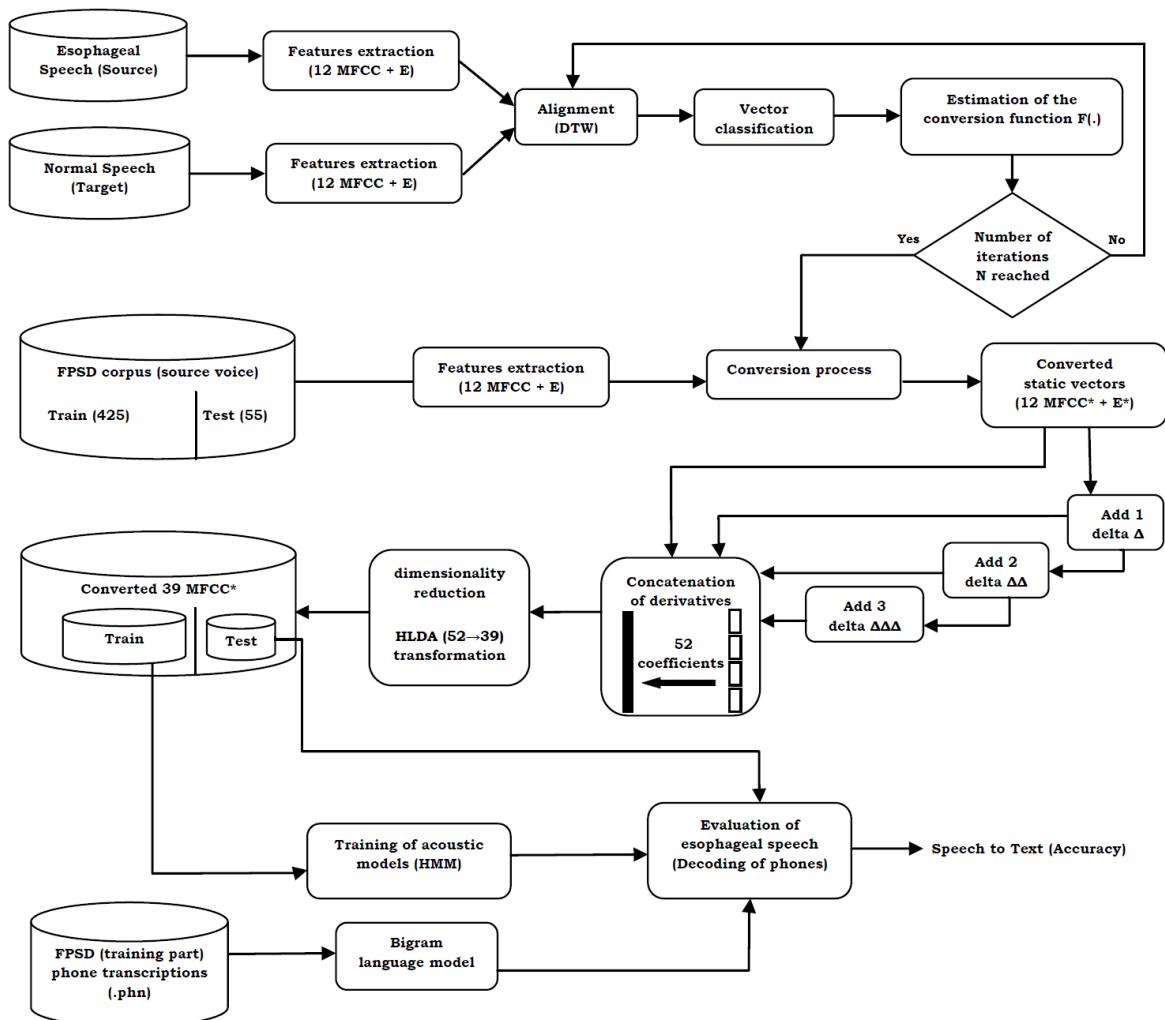 Esophageal
Speech (Source)
Features extraction
(12 MFCC + E)
Normal Speech
(Target)
Features extraction
(12 MFCC + E)
Alignment
(DTW)
Vector
classification
Estimation of the
conversion function F(.)
Number of
iterations
N reached
Yes
No
FPSD corpus (source voice)
Train (425)
Test (55)
Features extraction
(12 MFCC + E)
Conversion process
Converted
static vectors
(12 MFCC* + E*)
Add 1
delta Δ
Add 2
delta ΔΔ
Add 3
delta ΔΔΔ
Concatenation
of derivatives
52
coefficients
dimensionality
reduction
HLDA (52→39)
transformation
Converted 39 MFCC*
Train
Test
Training of acoustic
models (HMM)
Evaluation of
esophageal speech
(Decoding of phones)
Speech to Text (Accuracy)
FPSD (training part)
phone transcriptions
(.phn)
Bigram
language model